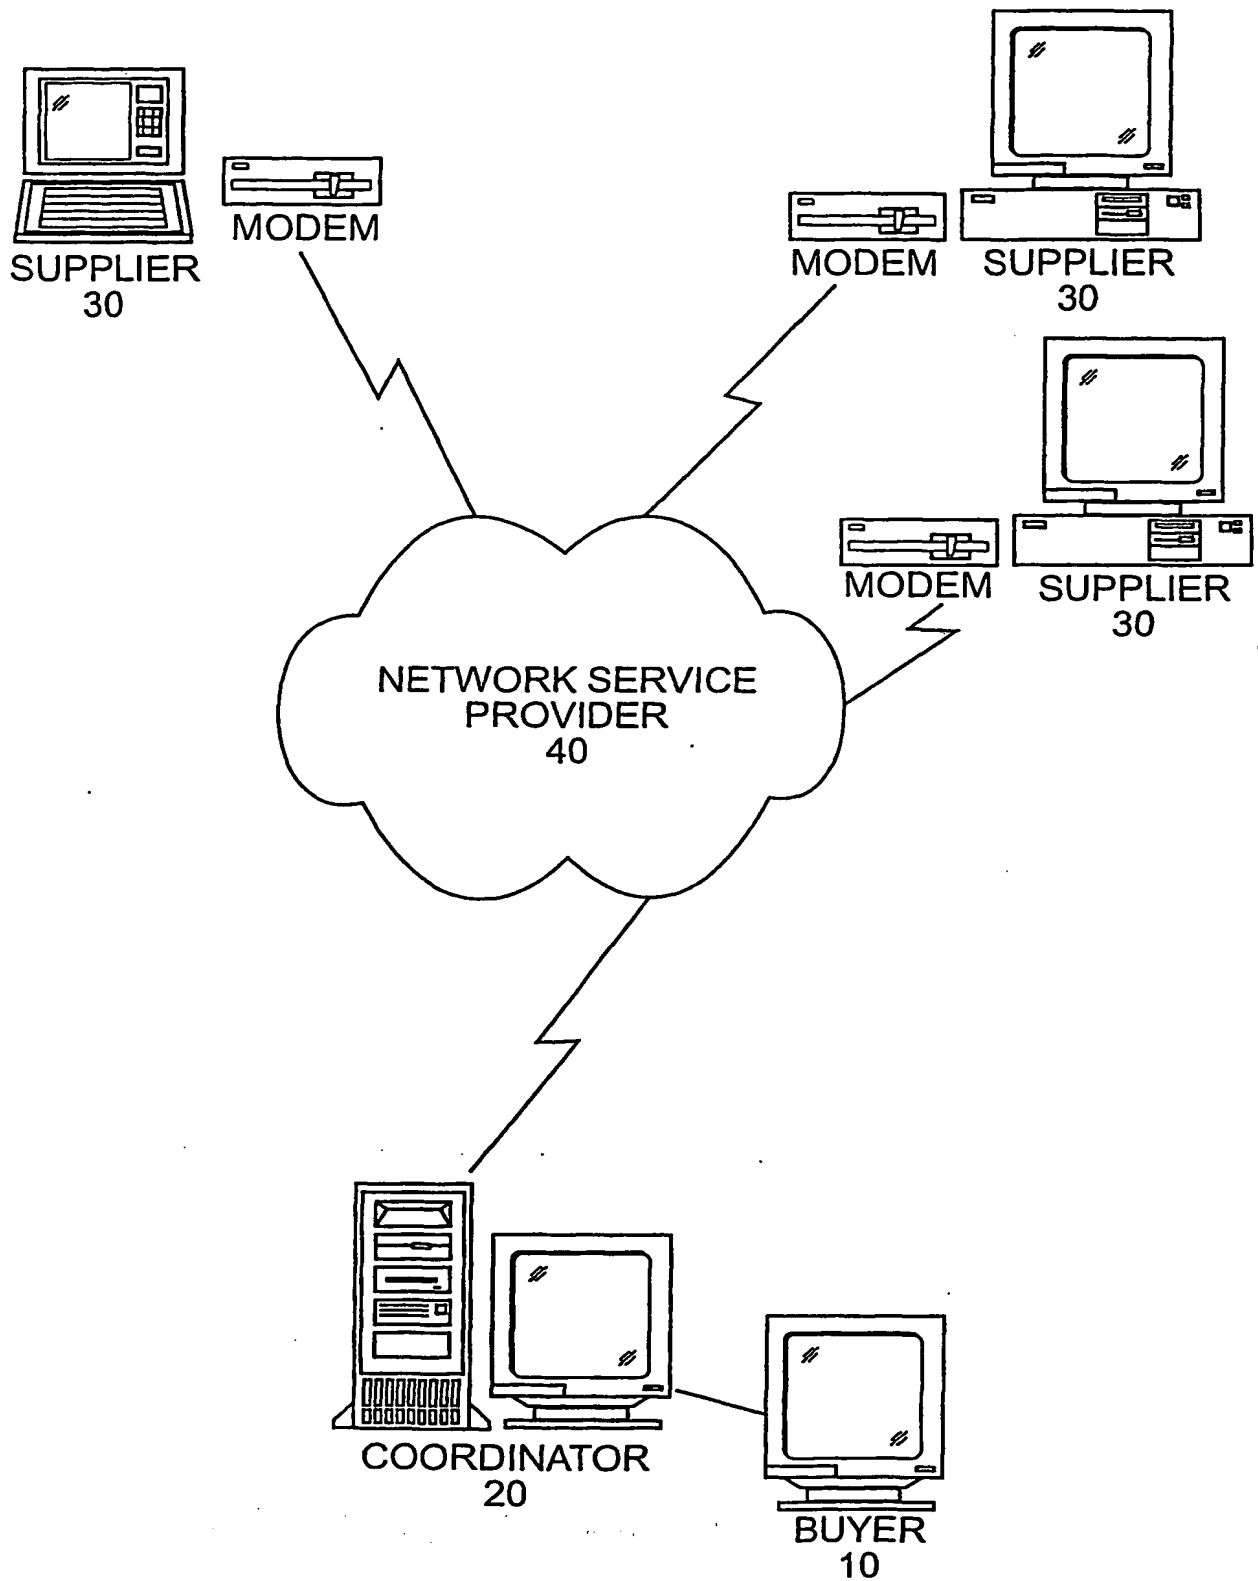 MODEM
SUPPLIER
30
MODEM
SUPPLIER
30
MODEM
SUPPLIER
30
NETWORK SERVICE
PROVIDER
40
COORDINATOR
20
BUYER
10